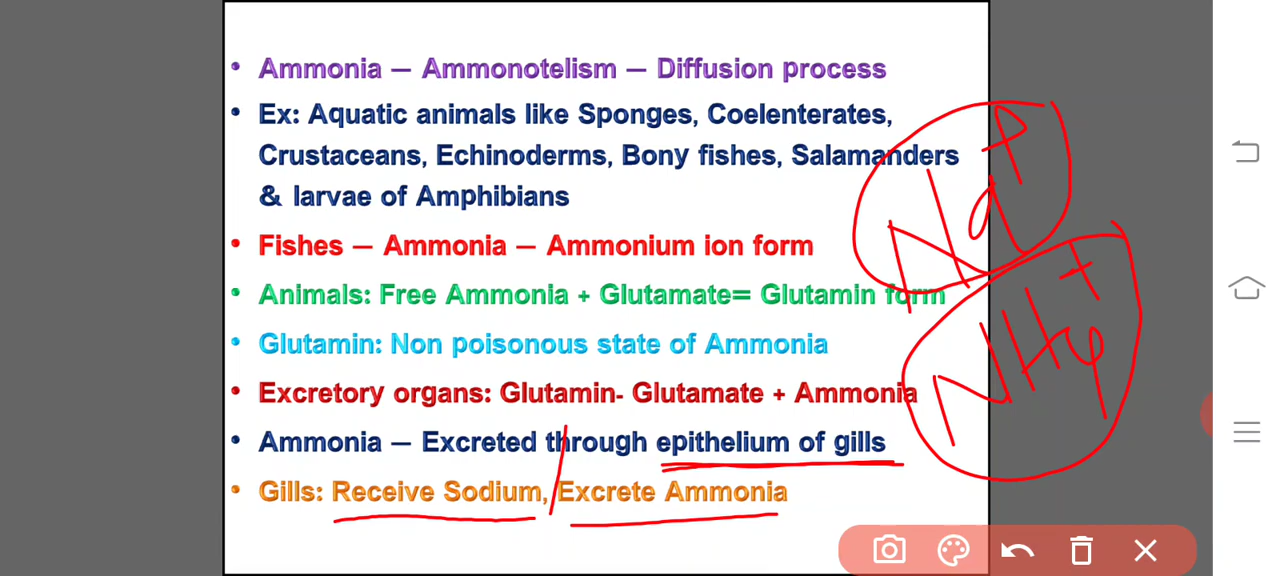 • Ammonia – Ammonotelism – Diffusion process
• Ex: Aquatic animals like Sponges, Coelenterates,
Crustaceans, Echinoderms, Bony fishes, Salamanders
& larvae of Amphibians
• Fishes – Ammonia – Ammonium ion form
• Animals: Free Ammonia + Glutamate= Glutamin form
• Glutamin: Non poisonous state of Ammonia
• Excretory organs: Glutamin- Glutamate + Ammonia
• Ammonia – Excreted through epithelium of gills
• Gills: Receive Sodium, Excrete Ammonia
Na+
NH4+